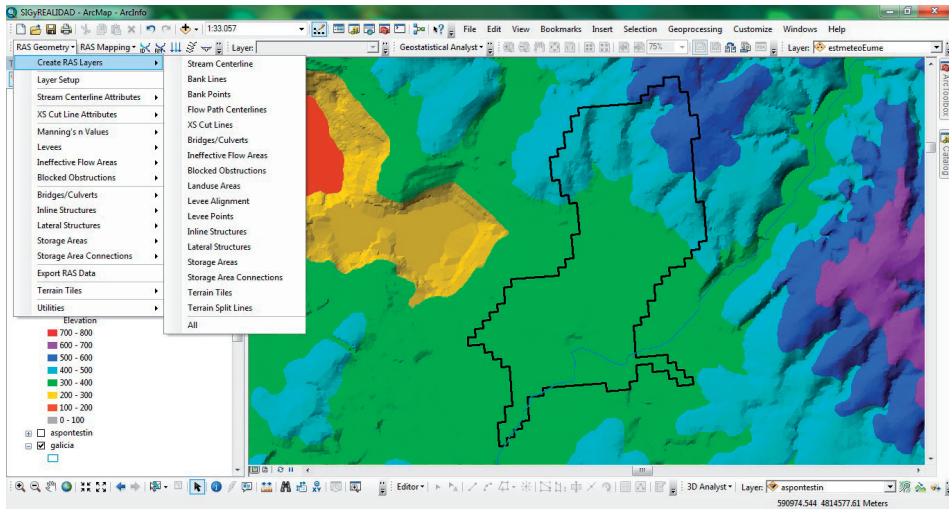 SIGyREALIDAD - ArcMap - ArcInfo
1:33.057
File Edit View Bookmarks Insert Selection Geoprocessing Customize Windows Help
RAS Geometry RAS Mapping Layer: Geostatistical Analyst 75% Layer: estmeteoEume
Create RAS Layers
Layer Setup
Stream Centerline Attributes
XS Cut Line Attributes
Manning's n Values
Levees
Ineffective Flow Areas
Blocked Obstructions
Bridges/Culverts
Inline Structures
Lateral Structures
Storage Areas
Storage Area Connections
Export RAS Data
Terrain Tiles
Utilities
Stream Centerline
Bank Lines
Bank Points
Flow Path Centerlines
XS Cut Lines
Bridges/Culverts
Ineffective Flow Areas
Blocked Obstructions
Landuse Areas
Levee Alignment
Levee Points
Inline Structures
Lateral Structures
Storage Areas
Storage Area Connections
Terrain Tiles
Terrain Split Lines
All
ArcToolbox
Catalog
Elevation
700 - 800
600 - 700
500 - 600
400 - 500
300 - 400
200 - 300
100 - 200
0 - 100
aspontestin
galicia
Editor 3D Analyst Layer: aspontestin
590974.544 4814577.61 Meters